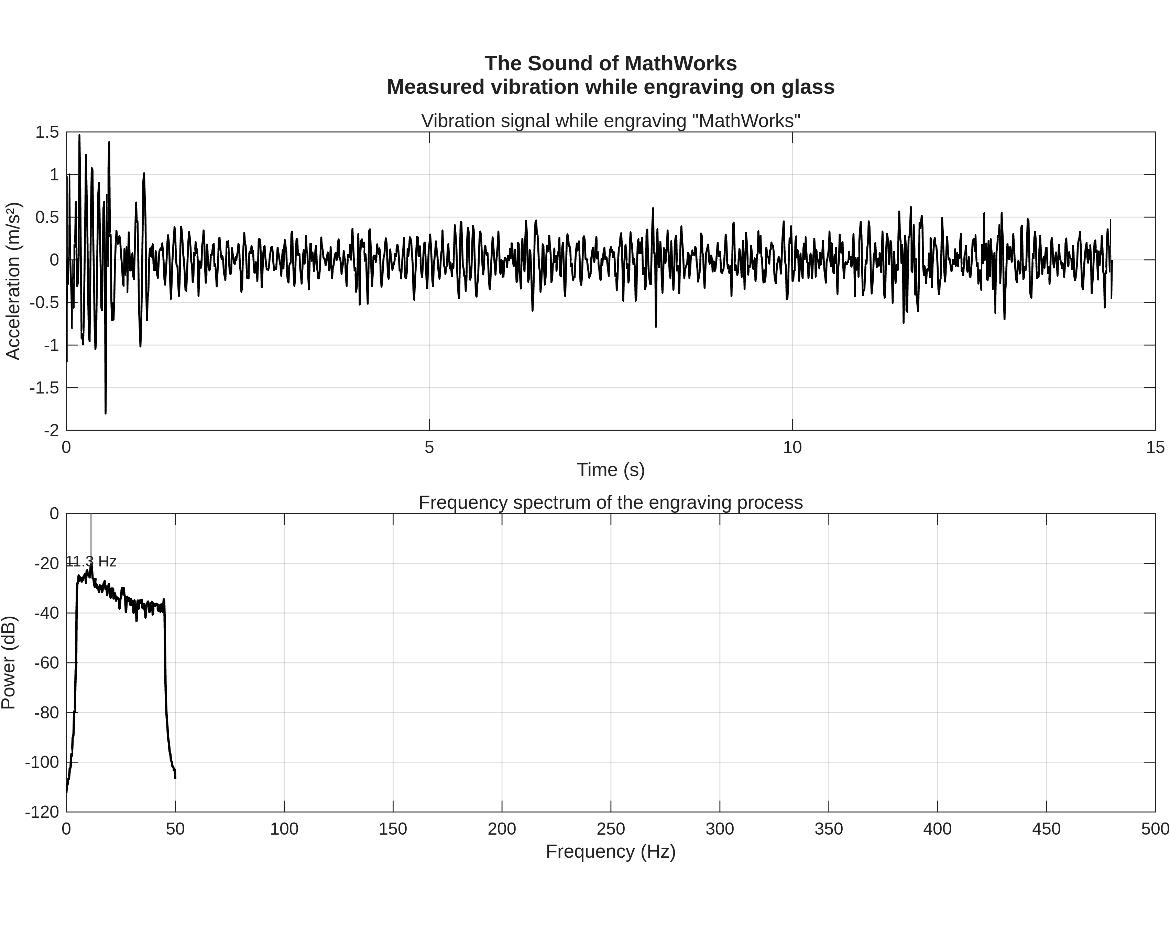 The Sound of MathWorks
Measured vibration while engraving on glass
Vibration signal while engraving "MathWorks"
1.5
1
0.5
0
-0.5
-1
-1.5
-2
Acceleration (m/s²)
0 5 10 15
Time (s)
Frequency spectrum of the engraving process
0
-20
-40
-60
-80
-100
-120
11.3 Hz
Power (dB)
0 50 100 150 200 250 300 350 400 450 500
Frequency (Hz)